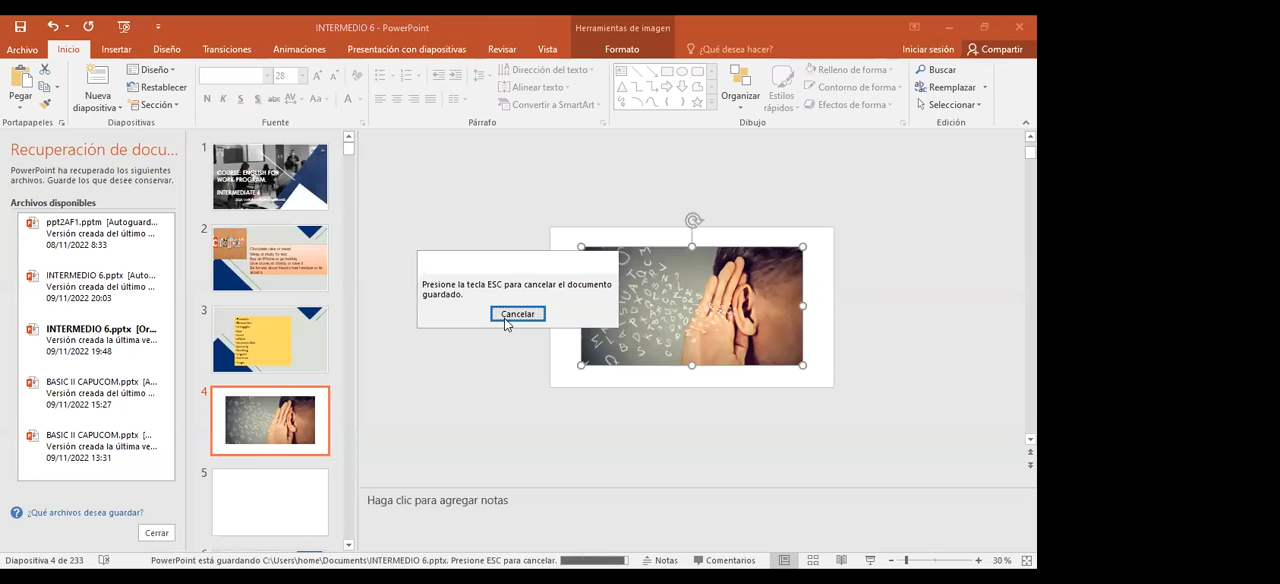 INTERMEDIO 6 - PowerPoint
Herramientas de imagen
Archivo
Inicio
Insertar
Diseño
Transiciones
Animaciones
Presentación con diapositivas
Revisar
Vista
Formato
¿Qué desea hacer?
Iniciar sesión
Compartir
Pegar
Nueva
diapositiva
Diseño
Restablecer
Sección
28
N K S S abc AV Aa A
Dirección del texto
Alinear texto
Convertir a SmartArt
Organizar
Estilos
rápidos
Relleno de forma
Contorno de forma
Efectos de forma
Buscar
Reemplazar
Seleccionar
Portapapeles
Diapositivas
Fuente
Párrafo
Dibujo
Edición
Recuperación de docu...
PowerPoint ha recuperado los siguientes
archivos. Guarde los que desee conservar.
Archivos disponibles
ppt2AF1.pptm [Autoguard...
Versión creada del último ...
08/11/2022 8:33
INTERMEDIO 6.pptx [Auto...
Versión creada del último ...
09/11/2022 20:03
INTERMEDIO 6.pptx [Or...
Versión creada la última ve...
09/11/2022 19:48
BASIC II CAPUCOM.pptx [A...
Versión creada del último ...
09/11/2022 15:27
BASIC II CAPUCOM.pptx [...
Versión creada la última ve...
09/11/2022 13:31
¿Qué archivos desea guardar?
Cerrar
1
COURSE: ENGLISH FOR
WORK PROGRAM.
INTERMEDIATE 6
2
3
4
5
Presione la tecla ESC para cancelar el documento
guardado.
Cancelar
Haga clic para agregar notas
Diapositiva 4 de 233
PowerPoint está guardando C:\Users\home\Documents\INTERMEDIO 6.pptx. Presione ESC para cancelar.
Notas
Comentarios
30 %